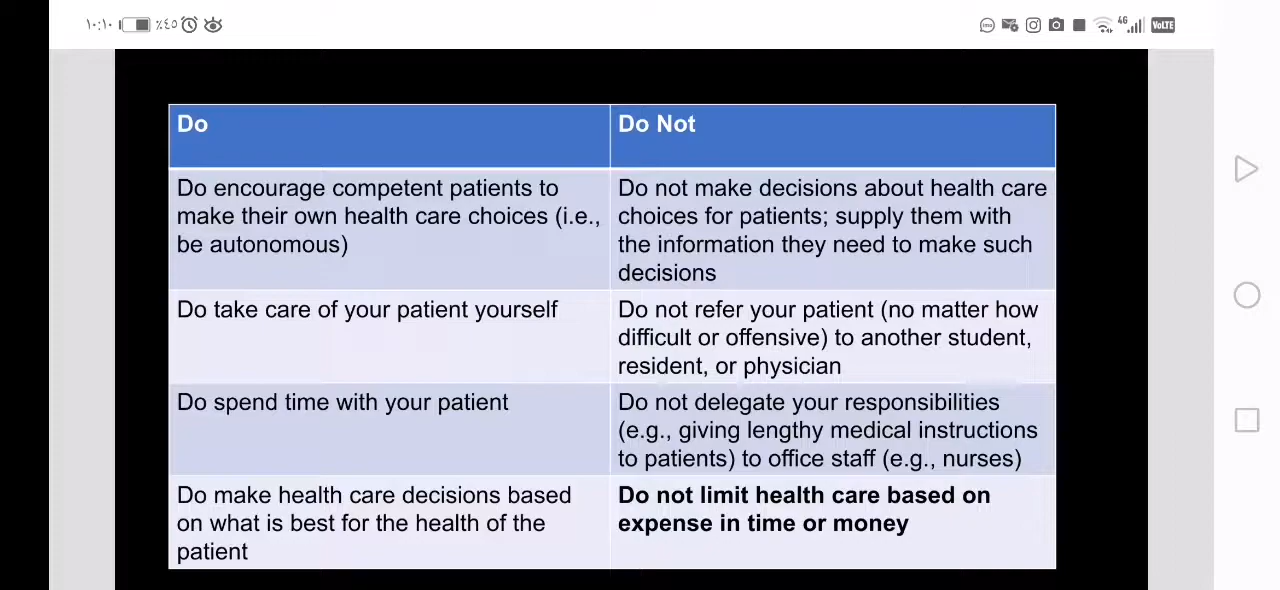 ١٠:١٠ ٪٤٥ 4G VoLTE
Do
Do Not
Do encourage competent patients to
make their own health care choices (i.e.,
be autonomous)
Do not make decisions about health care
choices for patients; supply them with
the information they need to make such
decisions
Do take care of your patient yourself
Do not refer your patient (no matter how
difficult or offensive) to another student,
resident, or physician
Do spend time with your patient
Do not delegate your responsibilities
(e.g., giving lengthy medical instructions
to patients) to office staff (e.g., nurses)
Do make health care decisions based
on what is best for the health of the
patient
Do not limit health care based on
expense in time or money